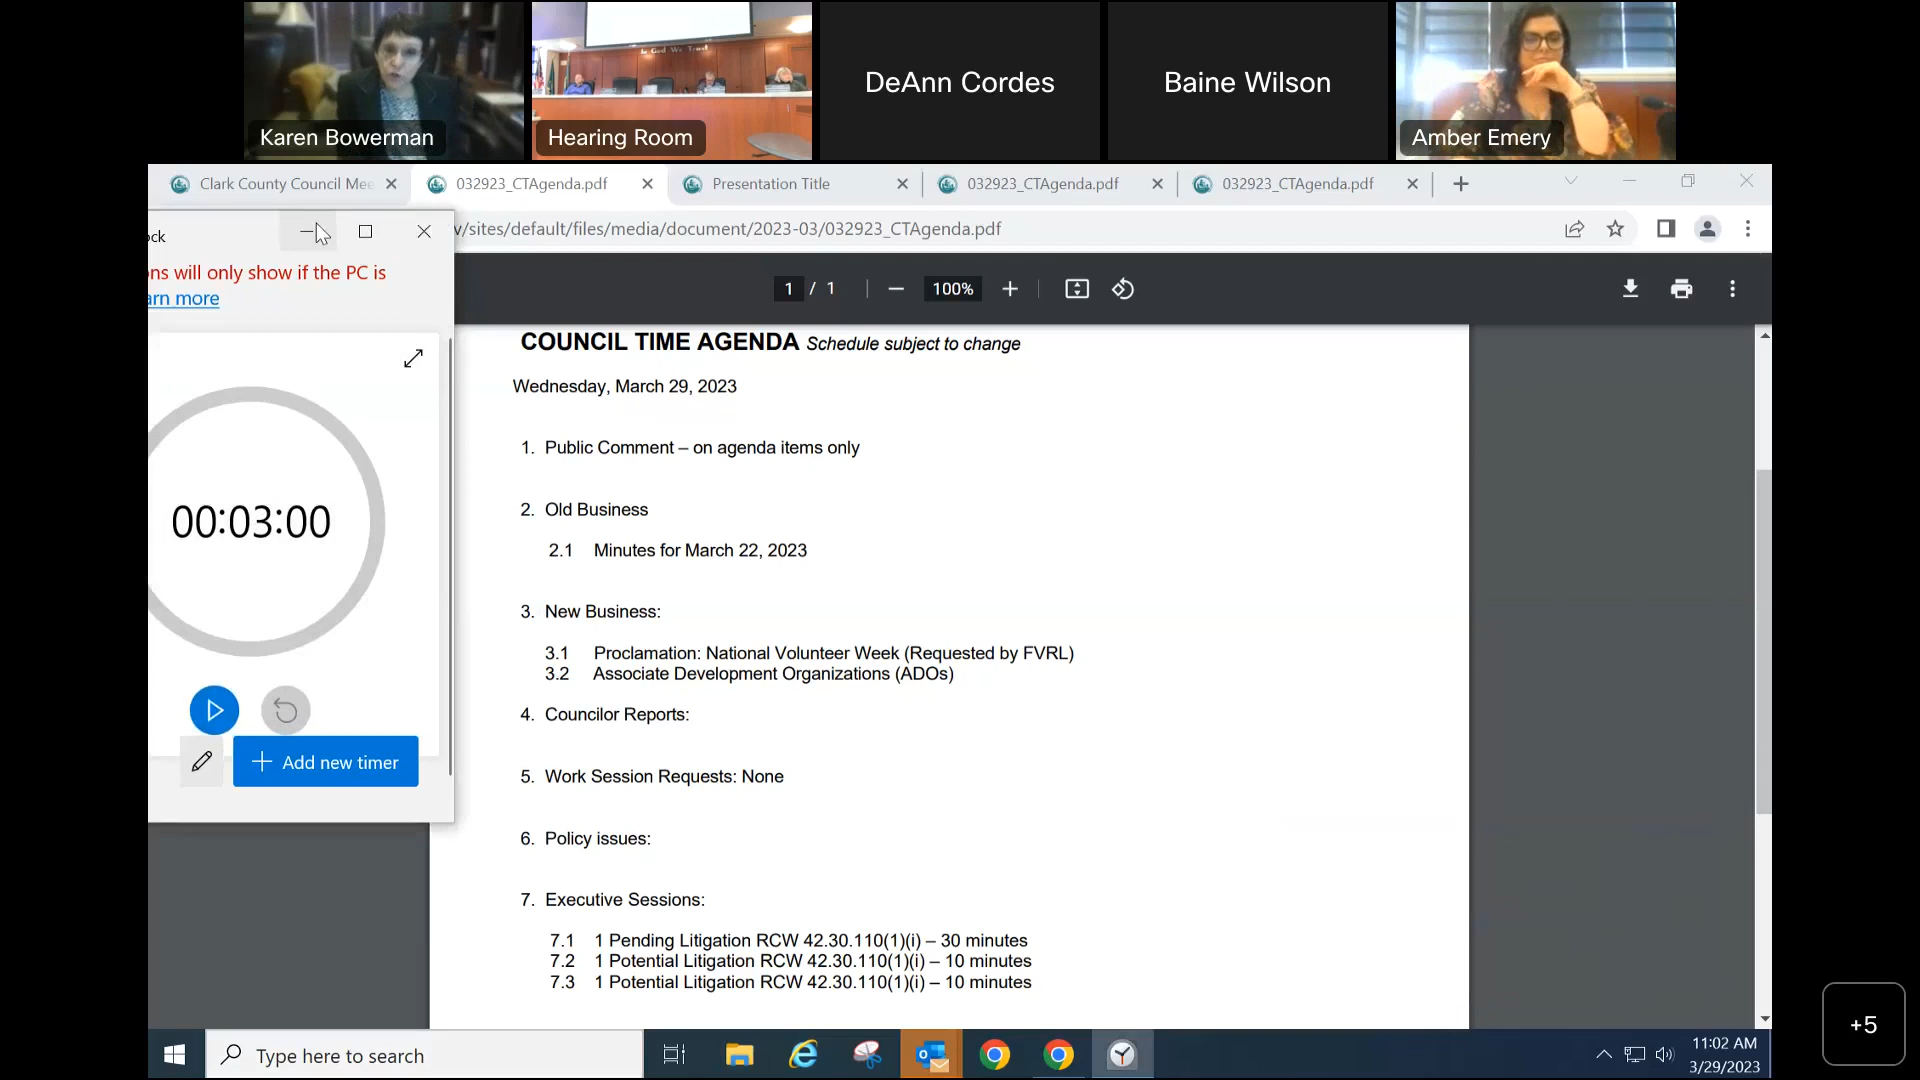 In God We Trust
DeAnn Cordes
Baine Wilson
Karen Bowerman
Hearing Room
Amber Emery
Clark County Council Mee
032923_CTAgenda.pdf
Presentation Title
032923_CTAgenda.pdf
032923_CTAgenda.pdf
v/sites/default/files/media/document/2023-03/032923_CTAgenda.pdf
ock
ons will only show if the PC is
arn more
1 / 1
100%
00:03:00
Add new timer
COUNCIL TIME AGENDA Schedule subject to change
Wednesday, March 29, 2023
1. Public Comment – on agenda items only
2. Old Business
2.1 Minutes for March 22, 2023
3. New Business:
3.1 Proclamation: National Volunteer Week (Requested by FVRL)
3.2 Associate Development Organizations (ADOs)
4. Councilor Reports:
5. Work Session Requests: None
6. Policy issues:
7. Executive Sessions:
7.1 1 Pending Litigation RCW 42.30.110(1)(i) – 30 minutes
7.2 1 Potential Litigation RCW 42.30.110(1)(i) – 10 minutes
7.3 1 Potential Litigation RCW 42.30.110(1)(i) – 10 minutes
+5
Type here to search
11:02 AM
3/29/2023